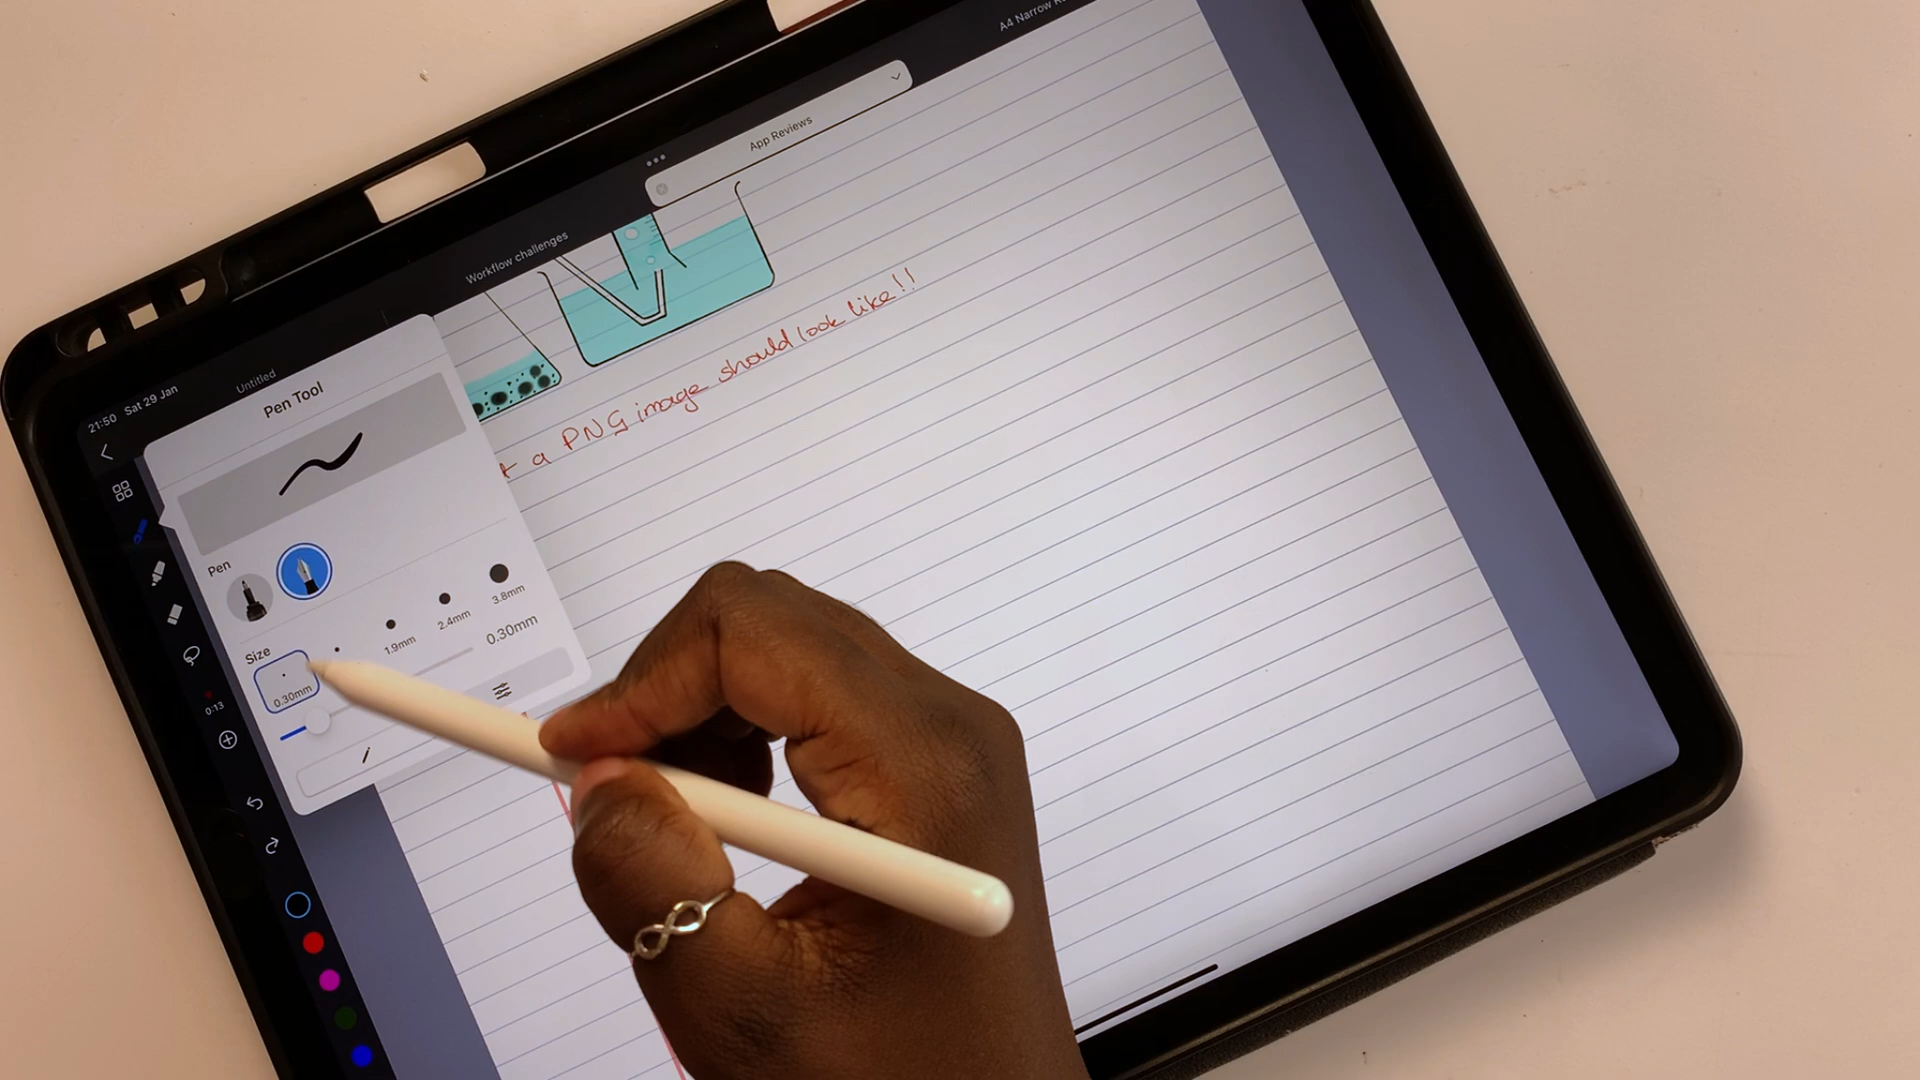 21:50 Sat 29 Jan
Untitled
Workflow challenges
App Reviews
A4 Narrow
Pen Tool
Pen
Size
0.30mm
1.9mm
2.4mm
3.8mm
0.30mm
0:13
a PNG image should look like!!